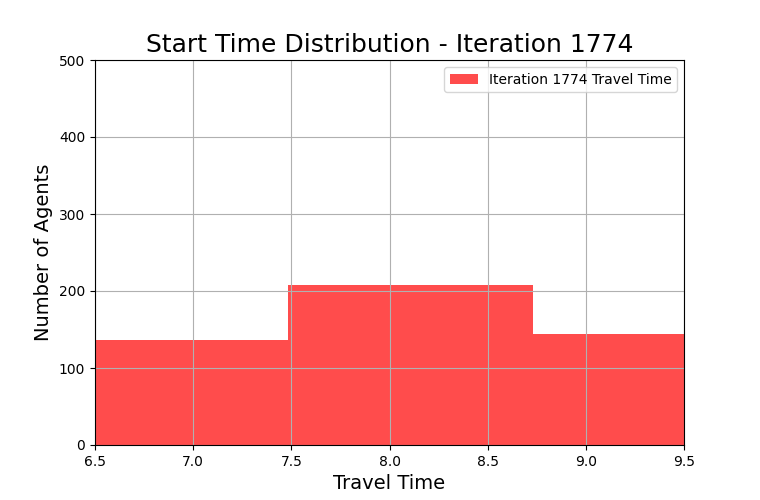 Start Time Distribution - Iteration 1774
Iteration 1774 Travel Time
Number of Agents
500
400
300
200
100
0
6.5 7.0 7.5 8.0 8.5 9.0 9.5
Travel Time